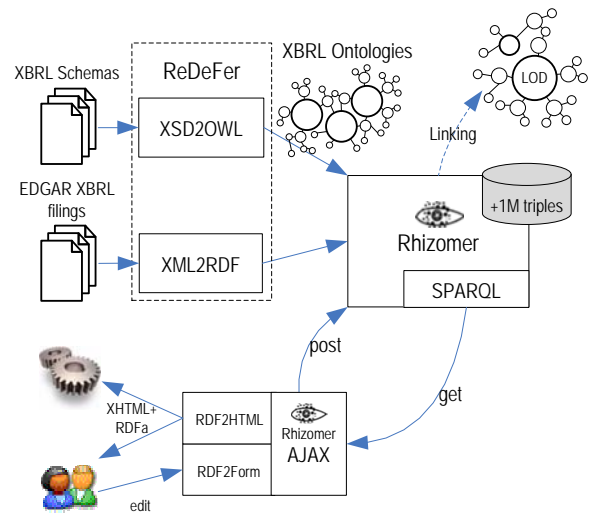 XBRL Schemas
ReDeFer
XBRL Ontologies
LOD
XSD2OWL
Linking
EDGAR XBRL
filings
+1M triples
Rhizomer
XML2RDF
SPARQL
post
get
XHTML+
RDFa
RDF2HTML
Rhizomer
AJAX
RDF2Form
edit